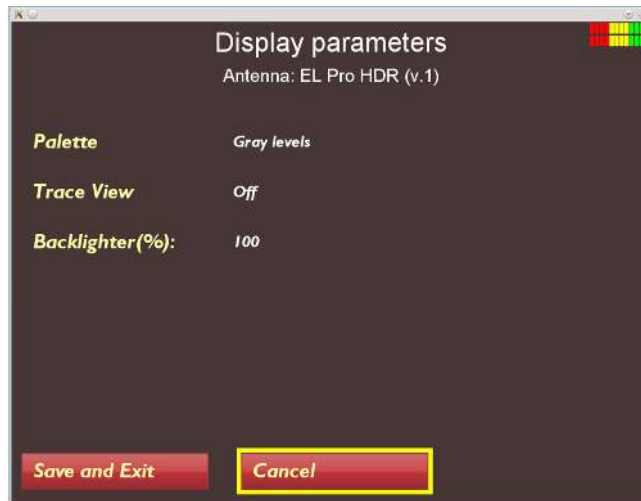 Display parameters
Antenna: EL Pro HDR (v.1)
Palette Gray levels
Trace View Off
Backlighter(%): 100
Save and Exit Cancel